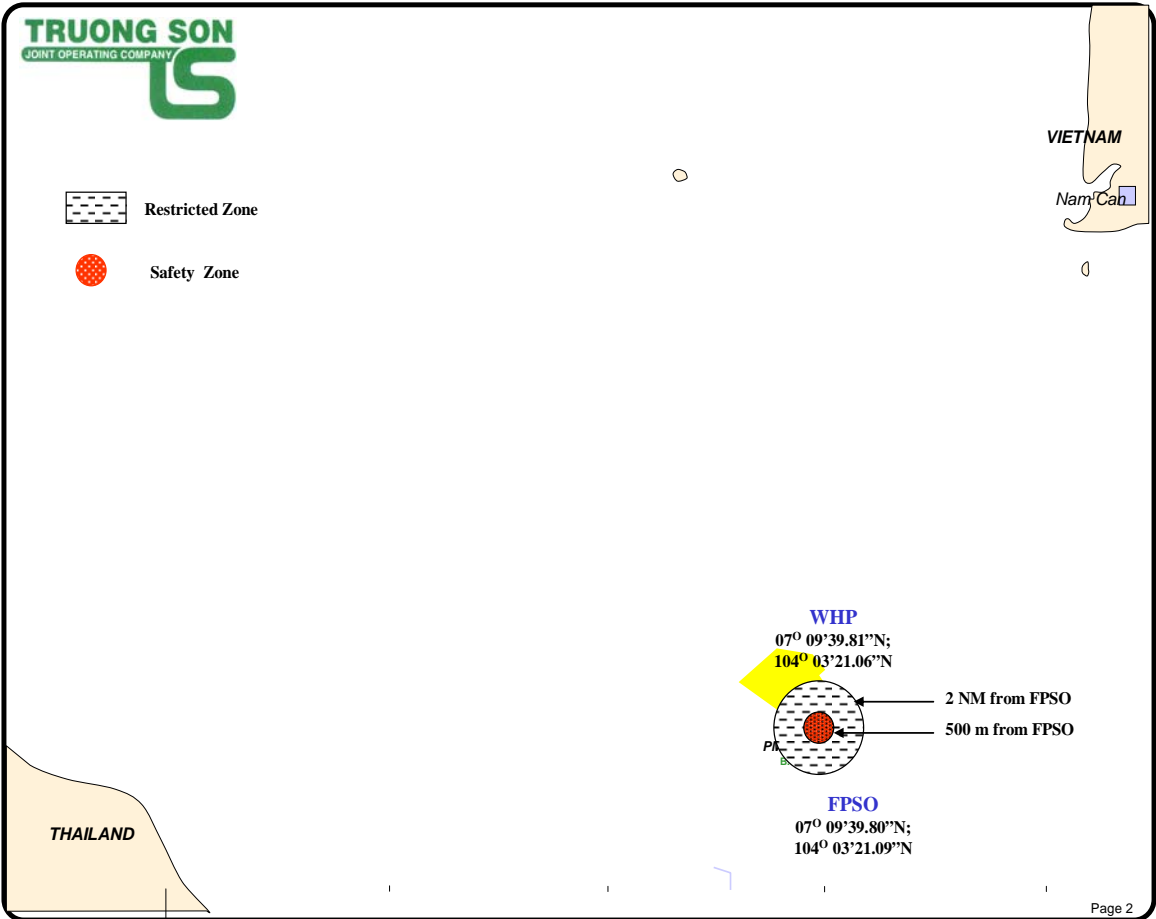 TRUONG SON
JOINT OPERATING COMPANY
VIETNAM
Nam Can
Restricted Zone
Safety Zone
WHP
07O 09’39.81”N;
104O 03’21.06”N
2 NM from FPSO
500 m from FPSO
FPSO
07O 09’39.80”N;
104O 03’21.09”N
THAILAND
Page 2